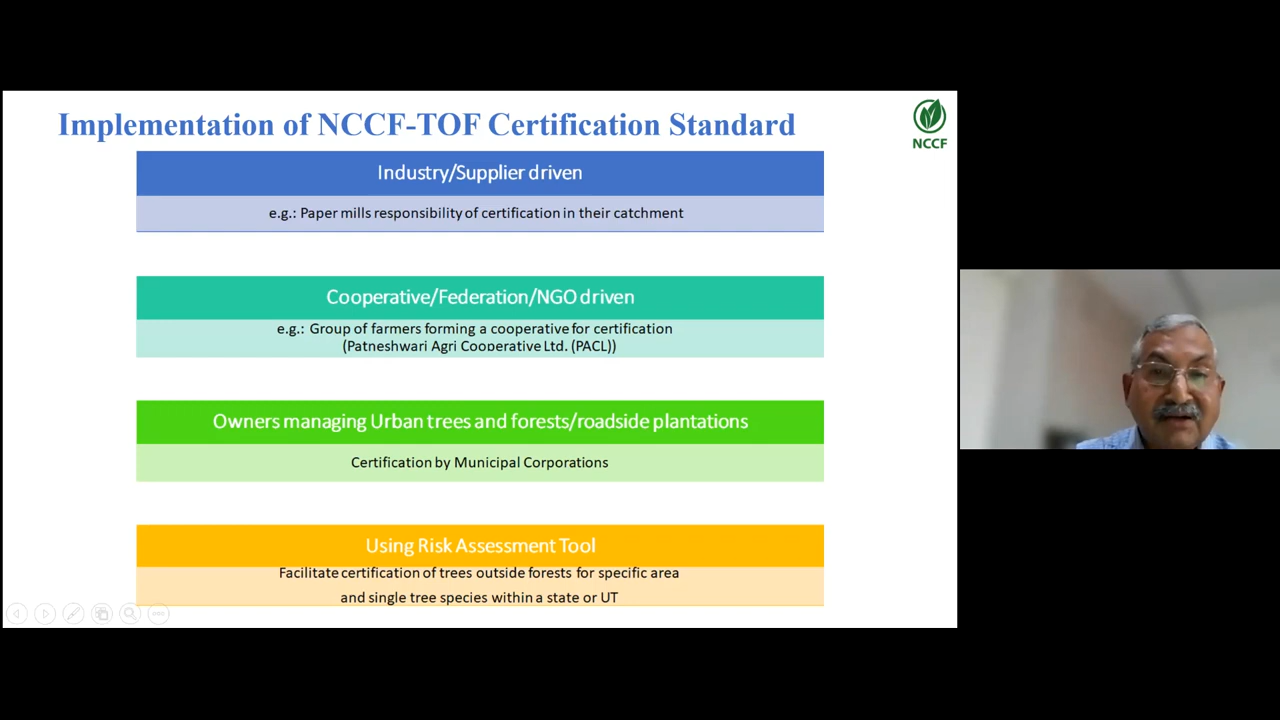 Implementation of NCCF-TOF Certification Standard
NCCF
Industry/Supplier driven
e.g.: Paper mills responsibility of certification in their catchment
Cooperative/Federation/NGO driven
e.g.: Group of farmers forming a cooperative for certification
(Patneshwari Agri Cooperative Ltd. (PACL))
Owners managing Urban trees and forests/roadside plantations
Certification by Municipal Corporations
Using Risk Assessment Tool
Facilitate certification of trees outside forests for specific area
and single tree species within a state or UT